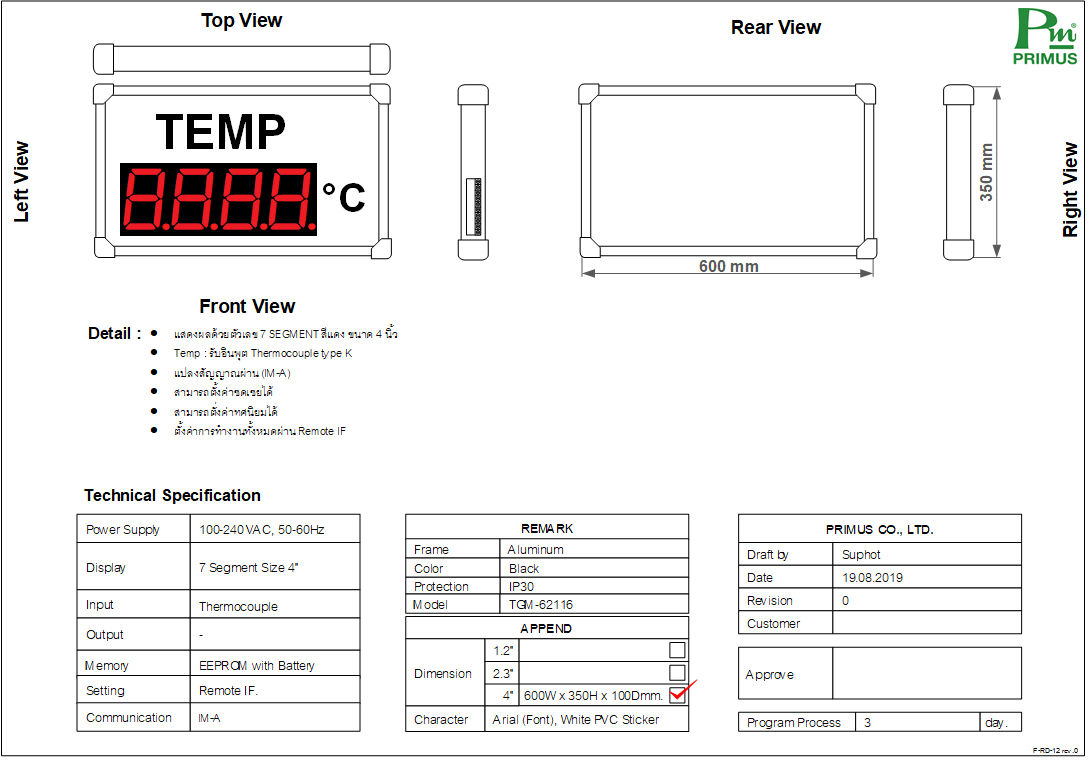 Top View
Rear View
Pm®
PRIMUS
Left View
TEMP
8.8.8.8.
°C
350 mm
Right View
600 mm
Front View
Detail :
● แสดงผลด้วยตัวเลข 7 SEGMENT สีแดง ขนาด 4 นิ้ว
● Temp : รับอินพุต Thermocouple type K
● แปลงสัญญาณผ่าน (IM-A)
● สามารถตั้งค่าชดเชยได้
● สามารถตั้งค่าทศนิยมได้
● ตั้งค่าการทำงานทั้งหมดผ่าน Remote IF
Technical Specification
Power Supply 100-240 VAC, 50-60Hz
Display 7 Segment Size 4"
Input Thermocouple
Output -
Memory EEPROM with Battery
Setting Remote IF.
Communication IM-A
REMARK
Frame Aluminum
Color Black
Protection IP30
Model TGM-62116
APPEND
Dimension
1.2"
2.3"
4" 600W x 350H x 100Dmm.
Character Arial (Font), White PVC Sticker
PRIMUS CO., LTD.
Draft by Suphot
Date 19.08.2019
Revision 0
Customer
Approve
Program Process 3 day.
F-RD-12 rev.0